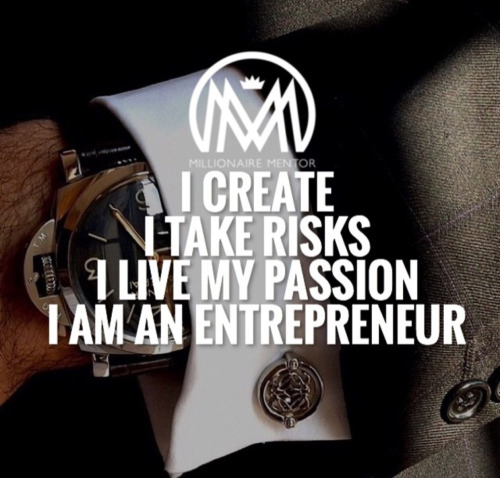 MILLIONAIRE MENTOR
I CREATE
I TAKE RISKS
I LIVE MY PASSION
I AM AN ENTREPRENEUR